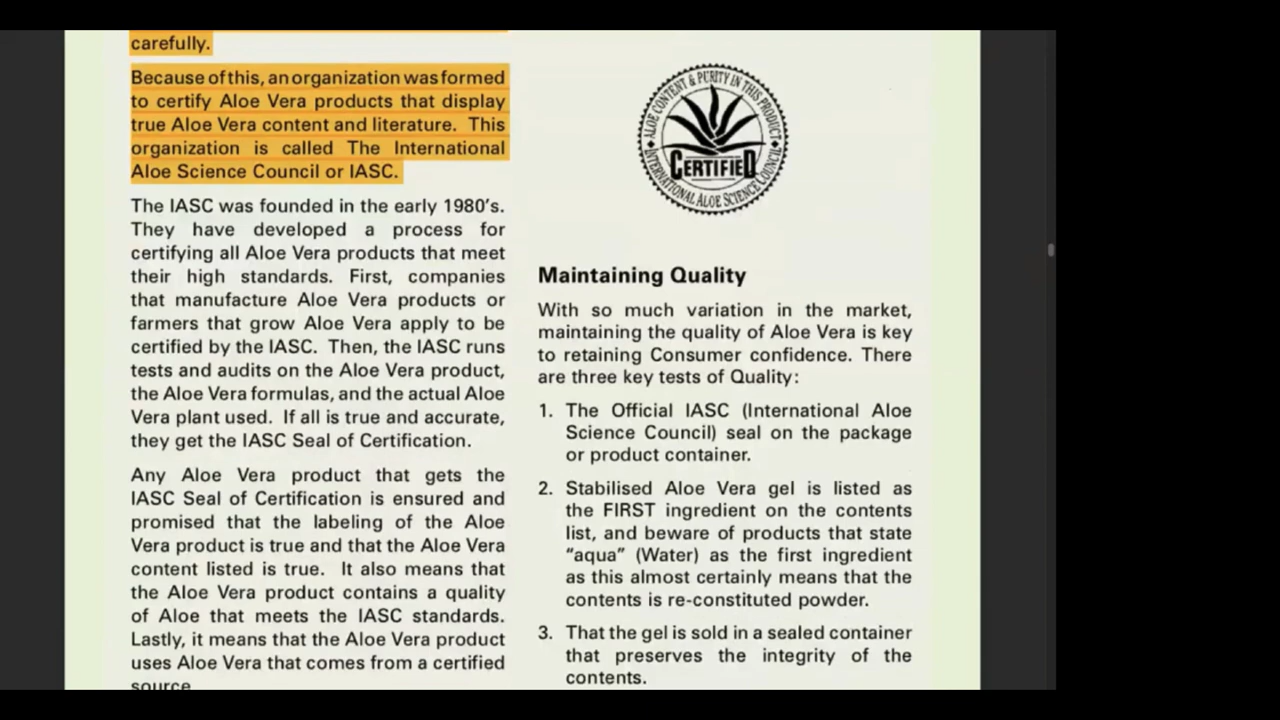 carefully.
Because of this, an organization was formed
to certify Aloe Vera products that display
true Aloe Vera content and literature. This
organization is called The International
Aloe Science Council or IASC.
The IASC was founded in the early 1980's.
They have developed a process for
certifying all Aloe Vera products that meet
their high standards. First, companies
that manufacture Aloe Vera products or
farmers that grow Aloe Vera apply to be
certified by the IASC. Then, the IASC runs
tests and audits on the Aloe Vera product,
the Aloe Vera formulas, and the actual Aloe
Vera plant used. If all is true and accurate,
they get the IASC Seal of Certification.
Any Aloe Vera product that gets the
IASC Seal of Certification is ensured and
promised that the labeling of the Aloe
Vera product is true and that the Aloe Vera
content listed is true. It also means that
the Aloe Vera product contains a quality
of Aloe that meets the IASC standards.
Lastly, it means that the Aloe Vera product
uses Aloe Vera that comes from a certified
source
ALOE CONTENT & PURITY IN THIS PRODUCT
CERTIFIED
INTERNATIONAL ALOE SCIENCE COUNCIL
Maintaining Quality
With so much variation in the market,
maintaining the quality of Aloe Vera is key
to retaining Consumer confidence. There
are three key tests of Quality:
1. The Official IASC (International Aloe
Science Council) seal on the package
or product container.
2. Stabilised Aloe Vera gel is listed as
the FIRST ingredient on the contents
list, and beware of products that state
“aqua” (Water) as the first ingredient
as this almost certainly means that the
contents is re-constituted powder.
3. That the gel is sold in a sealed container
that preserves the integrity of the
contents.